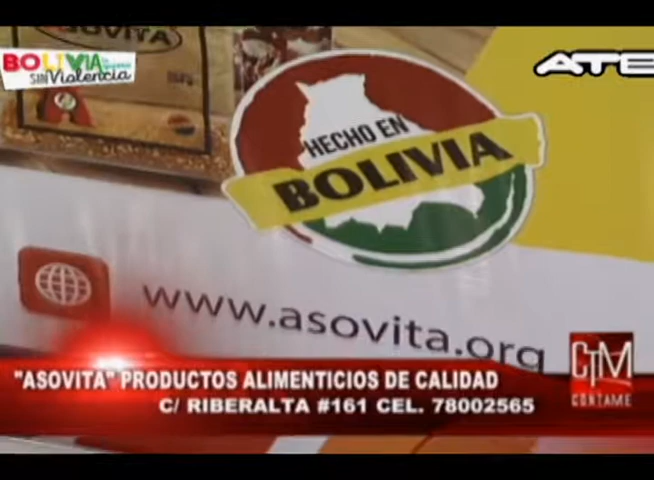 ASOVITA
BOLIVIA
SIN Violencia
ATB
HECHO EN
BOLIVIA
www.asovita.org
"ASOVITA" PRODUCTOS ALIMENTICIOS DE CALIDAD
C/ RIBERALTA #161 CEL. 78002565
CTM
CONTAME